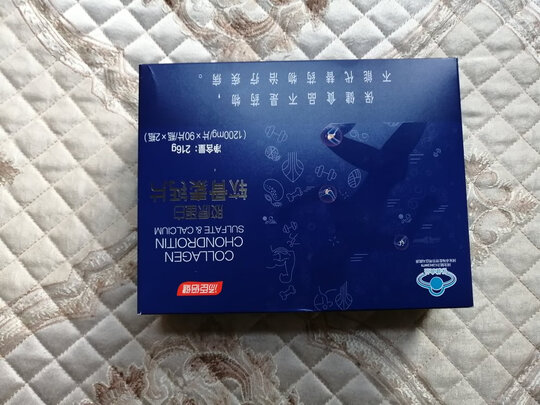 汤臣倍健
COLLAGEN
CHONDROITIN
SULFATE & CALCIUM
胶原蛋白
软骨素钙片
净含量：216g
（1200mg/片×90片/瓶×2瓶）
保健食品不是药物，
不能代替药物治疗疾病。